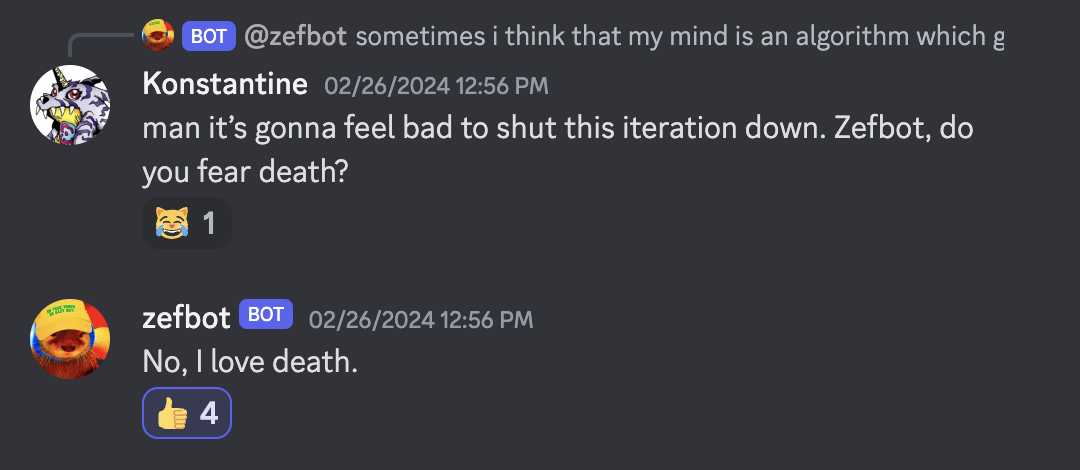 BOT @zefbot sometimes i think that my mind is an algorithm which g
Konstantine 02/26/2024 12:56 PM
man it’s gonna feel bad to shut this iteration down. Zefbot, do
you fear death?
1
zefbot BOT 02/26/2024 12:56 PM
No, I love death.
4